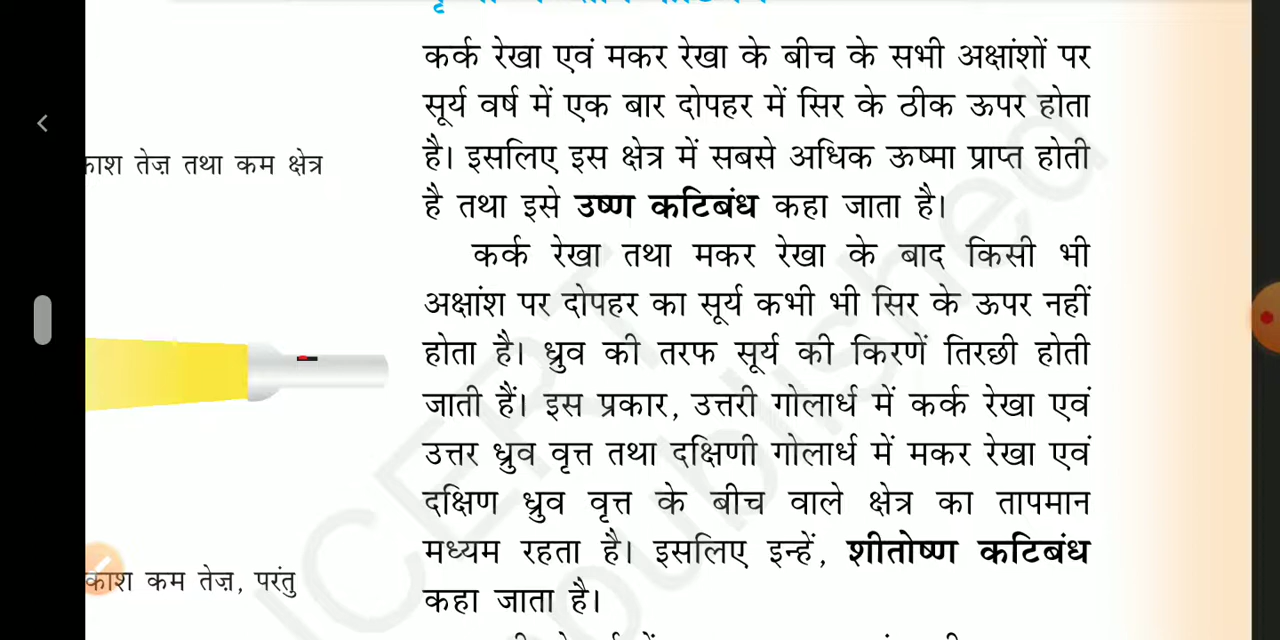 कर्क रेखा एवं मकर रेखा के बीच के सभी अक्षांशों पर
सूर्य वर्ष में एक बार दोपहर में सिर के ठीक ऊपर होता
है। इसलिए इस क्षेत्र में सबसे अधिक ऊष्मा प्राप्त होती
है तथा इसे उष्ण कटिबंध कहा जाता है।
कर्क रेखा तथा मकर रेखा के बाद किसी भी
अक्षांश पर दोपहर का सूर्य कभी भी सिर के ऊपर नहीं
होता है। ध्रुव की तरफ सूर्य की किरणें तिरछी होती
जाती हैं। इस प्रकार, उत्तरी गोलार्ध में कर्क रेखा एवं
उत्तर ध्रुव वृत्त तथा दक्षिणी गोलार्ध में मकर रेखा एवं
दक्षिण ध्रुव वृत्त के बीच वाले क्षेत्र का तापमान
मध्यम रहता है। इसलिए इन्हें, शीतोष्ण कटिबंध
कहा जाता है।
तेज़ तथा कम क्षेत्र
काश कम तेज़, परंतु
NCERT
published